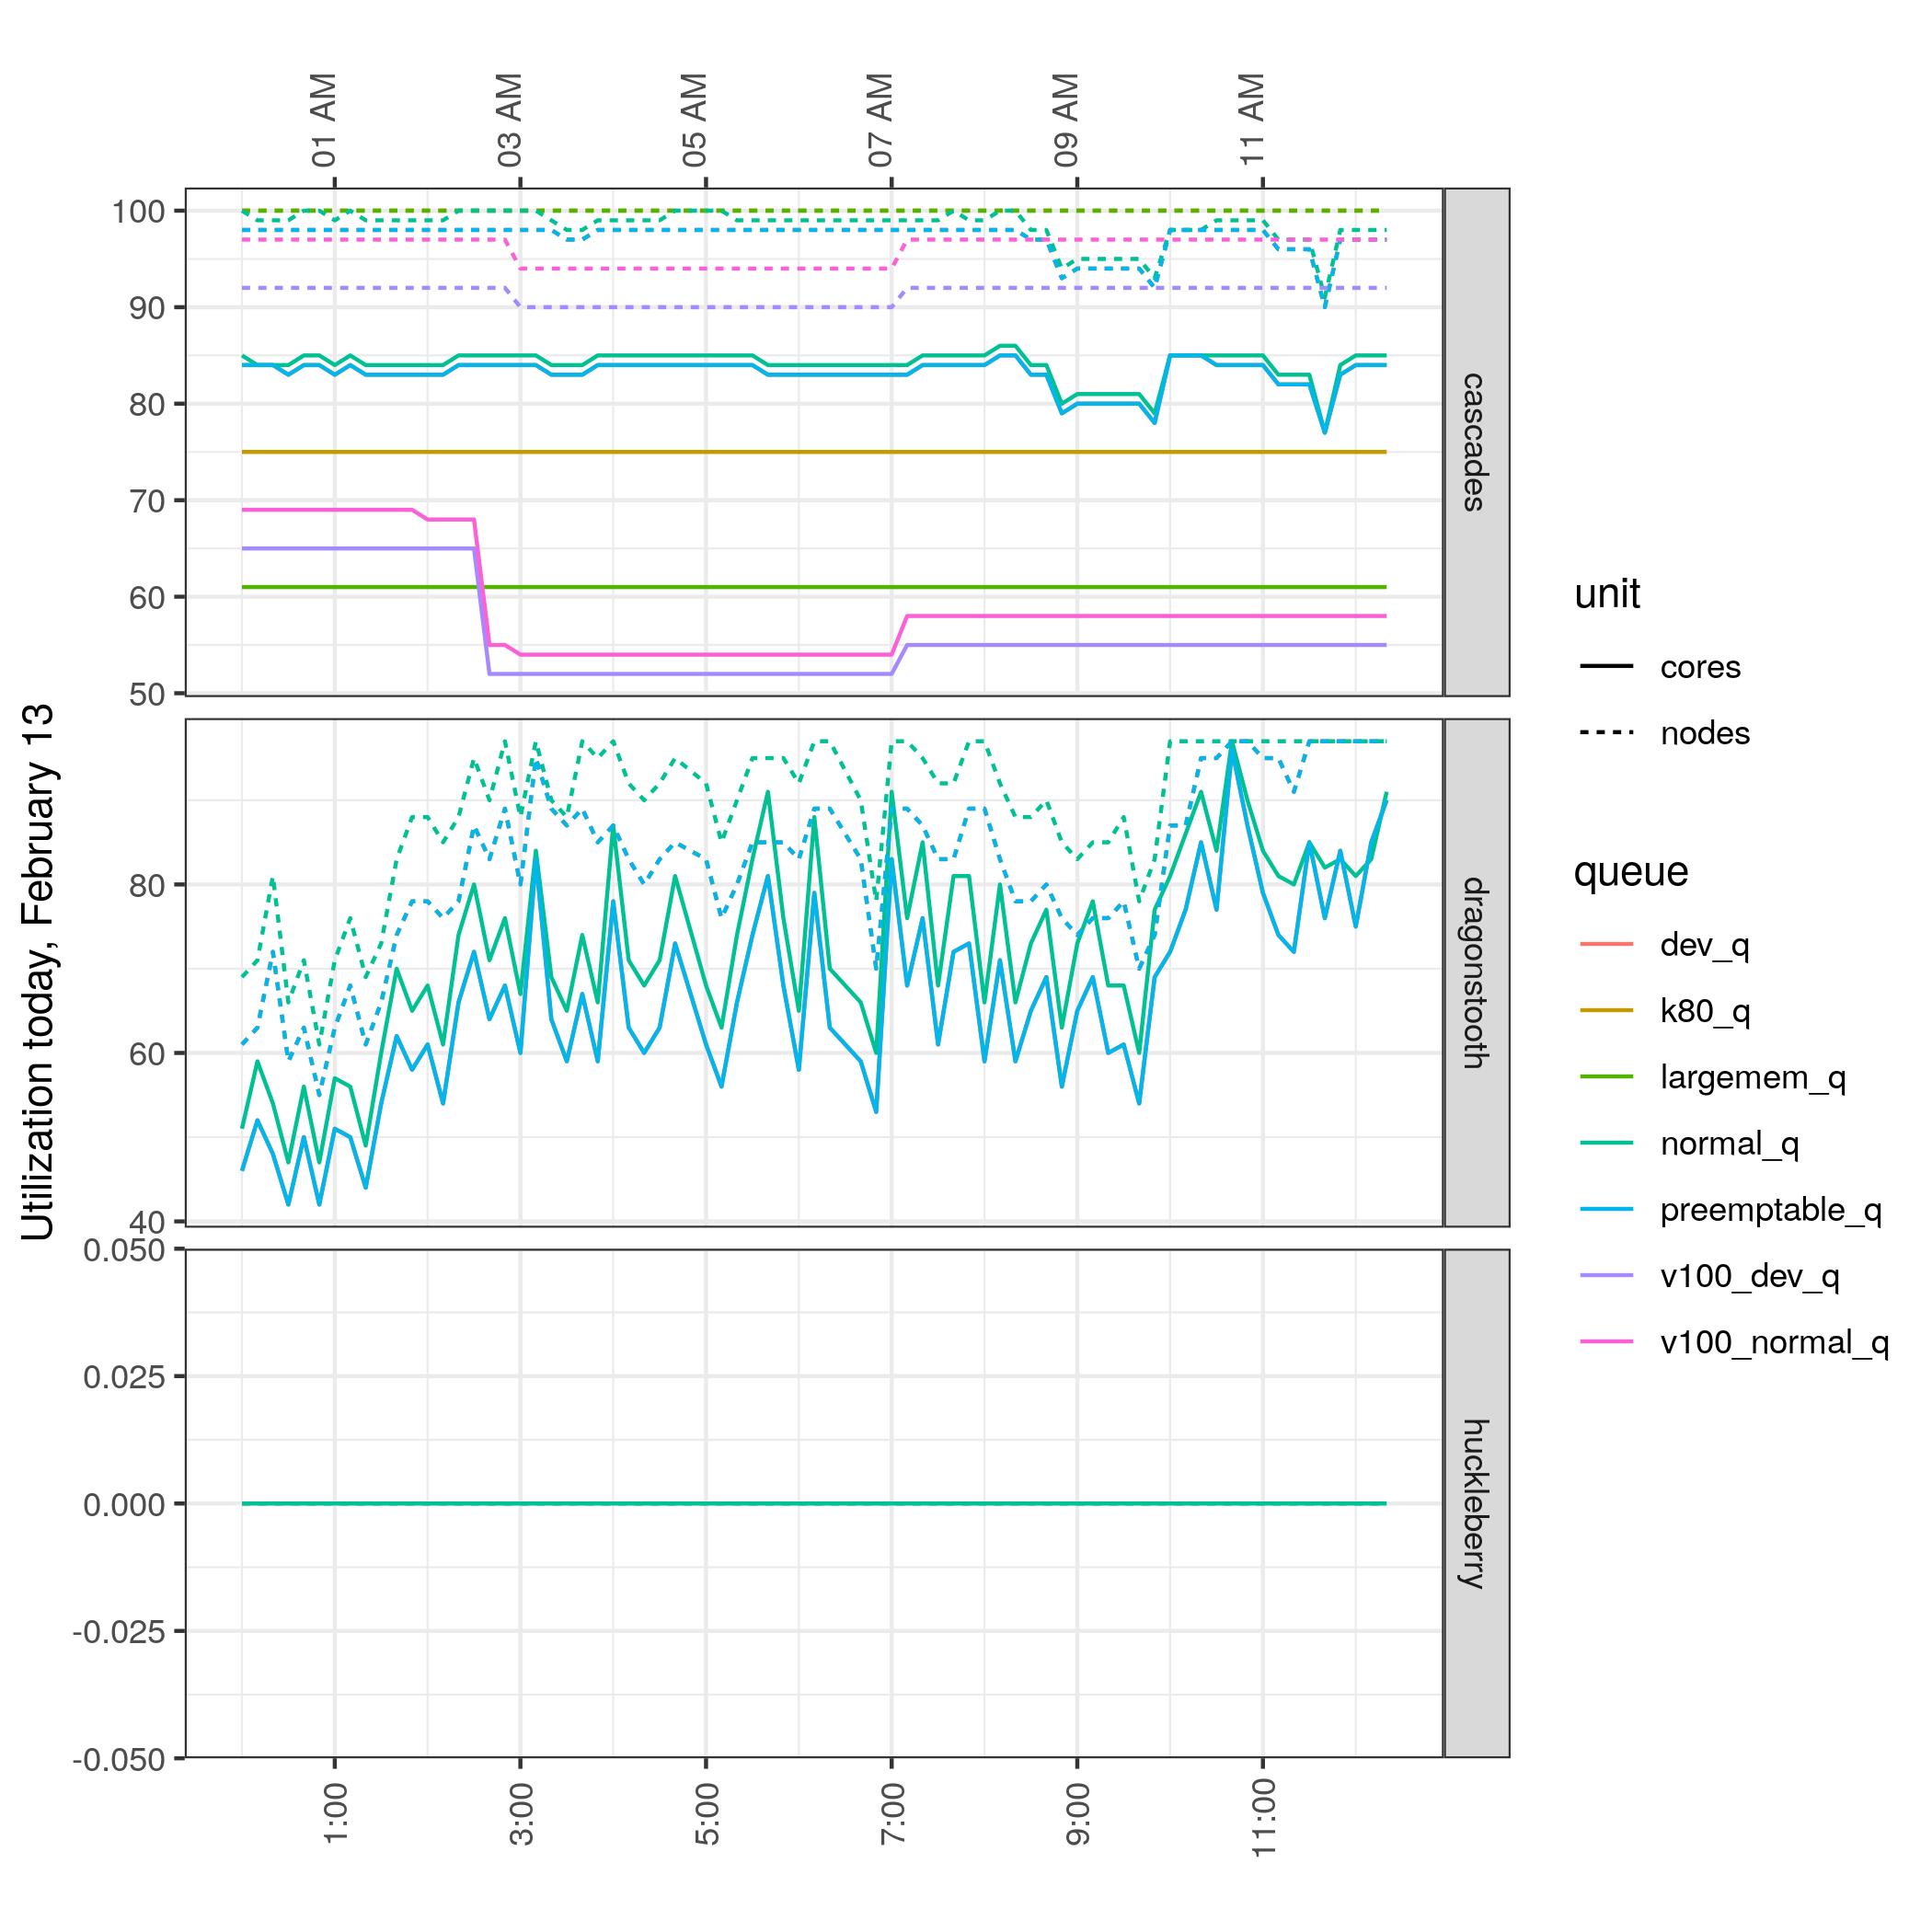 01 AM
03 AM
05 AM
07 AM
09 AM
11 AM
Utilization today, February 13
100
90
80
70
60
50
cascades
80
60
40
dragonstooth
0.050
0.025
0.000
-0.025
-0.050
huckleberry
1:00
3:00
5:00
7:00
9:00
11:00
unit
cores
nodes
queue
dev_q
k80_q
largemem_q
normal_q
preemptable_q
v100_dev_q
v100_normal_q